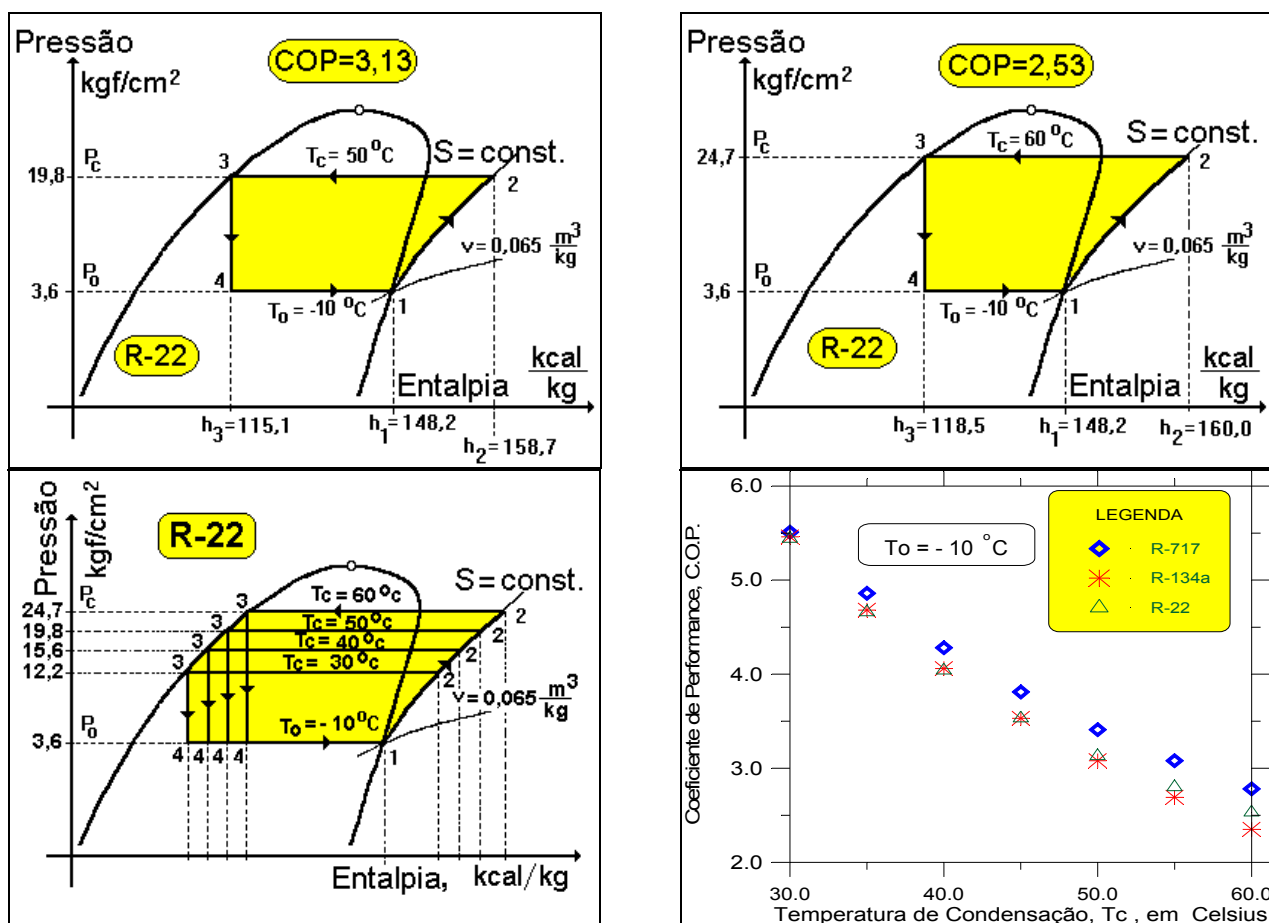 Pressão
kgf/cm²
COP=3,13
Pc
19,8
3
Tc = 50 °C
S = const.
2
v = 0,065 m³/kg
Po
3,6
4
To = -10 °C
1
R-22
Entalpia kcal/kg
h3=115,1
h1=148,2
h2=158,7
Pressão
kgf/cm²
COP=2,53
Pc
24,7
3
Tc = 60 °C
S = const.
2
v = 0,065 m³/kg
Po
3,6
4
To = -10 °C
1
R-22
Entalpia kcal/kg
h3=118,5
h1=148,2
h2=160,0
Pressão
kgf/cm²
R-22
S = const.
Pc
24,7
3
Tc = 60 °c
2
19,8
3
Tc = 50 °c
2
15,6
3
Tc = 40 °c
2
12,2
3
Tc = 30 °c
2
v = 0,065 m³/kg
Po
3,6
To = - 10 °C
4 4 4 4
1
Entalpia, kcal/kg
Coeficiente de Performance, C.O.P.
6.0
5.0
4.0
3.0
2.0
To = - 10 °C
LEGENDA
R-717
R-134a
R-22
30.0 40.0 50.0 60.0
Temperatura de Condensação, Tc , em Celsius